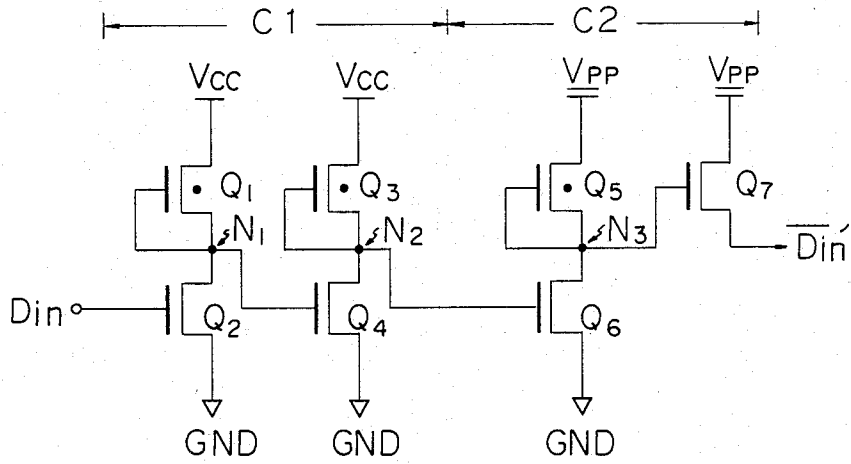 C1 C2
VCC VCC VPP VPP
Q1 Q3 Q5 Q7
N1 N2 N3 D̅i̅n̅'
Din Q2 Q4 Q6
GND GND GND